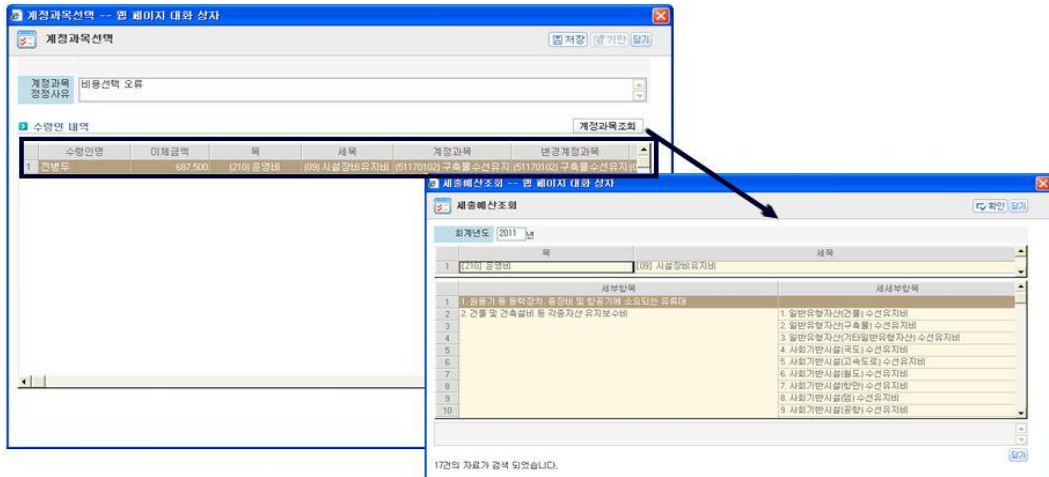 계정과목선택 -- 웹 페이지 대화 상자
계정과목선택
저장 기안 닫기
계정과목 정정사유
비용선택 오류
수령인 내역
계정과목조회
수령인명 이체금액 목 세목 계정과목 변경계정과목
1 전병두 687,500 (210) 운영비 (09) 시설장비유지비 (51170102) 구축물수선유지 (51170102) 구축물수선유지
세출예산조회 -- 웹 페이지 대화 상자
세출예산조회
확인 닫기
회계년도 2011 년
목 세목
1 [210] 운영비 [09] 시설장비유지비
세부항목 세세부항목
1 1. 원동기 등 동력장치, 중장비 및 항공기에 소요되는 유류대
2 2. 건물 및 건축설비 등 각종자산 유지보수비 1. 일반유형자산(건물) 수선유지비
3 2. 일반유형자산(구축물) 수선유지비
4 3. 일반유형자산(기타일반유형자산) 수선유지비
5 4. 사회기반시설(국도) 수선유지비
6 5. 사회기반시설(고속도로) 수선유지비
7 6. 사회기반시설(철도) 수선유지비
8 7. 사회기반시설(항만) 수선유지비
9 8. 사회기반시설(댐) 수선유지비
10 9. 사회기반시설(공항) 수선유지비
닫기
17건의 자료가 검색 되었습니다.